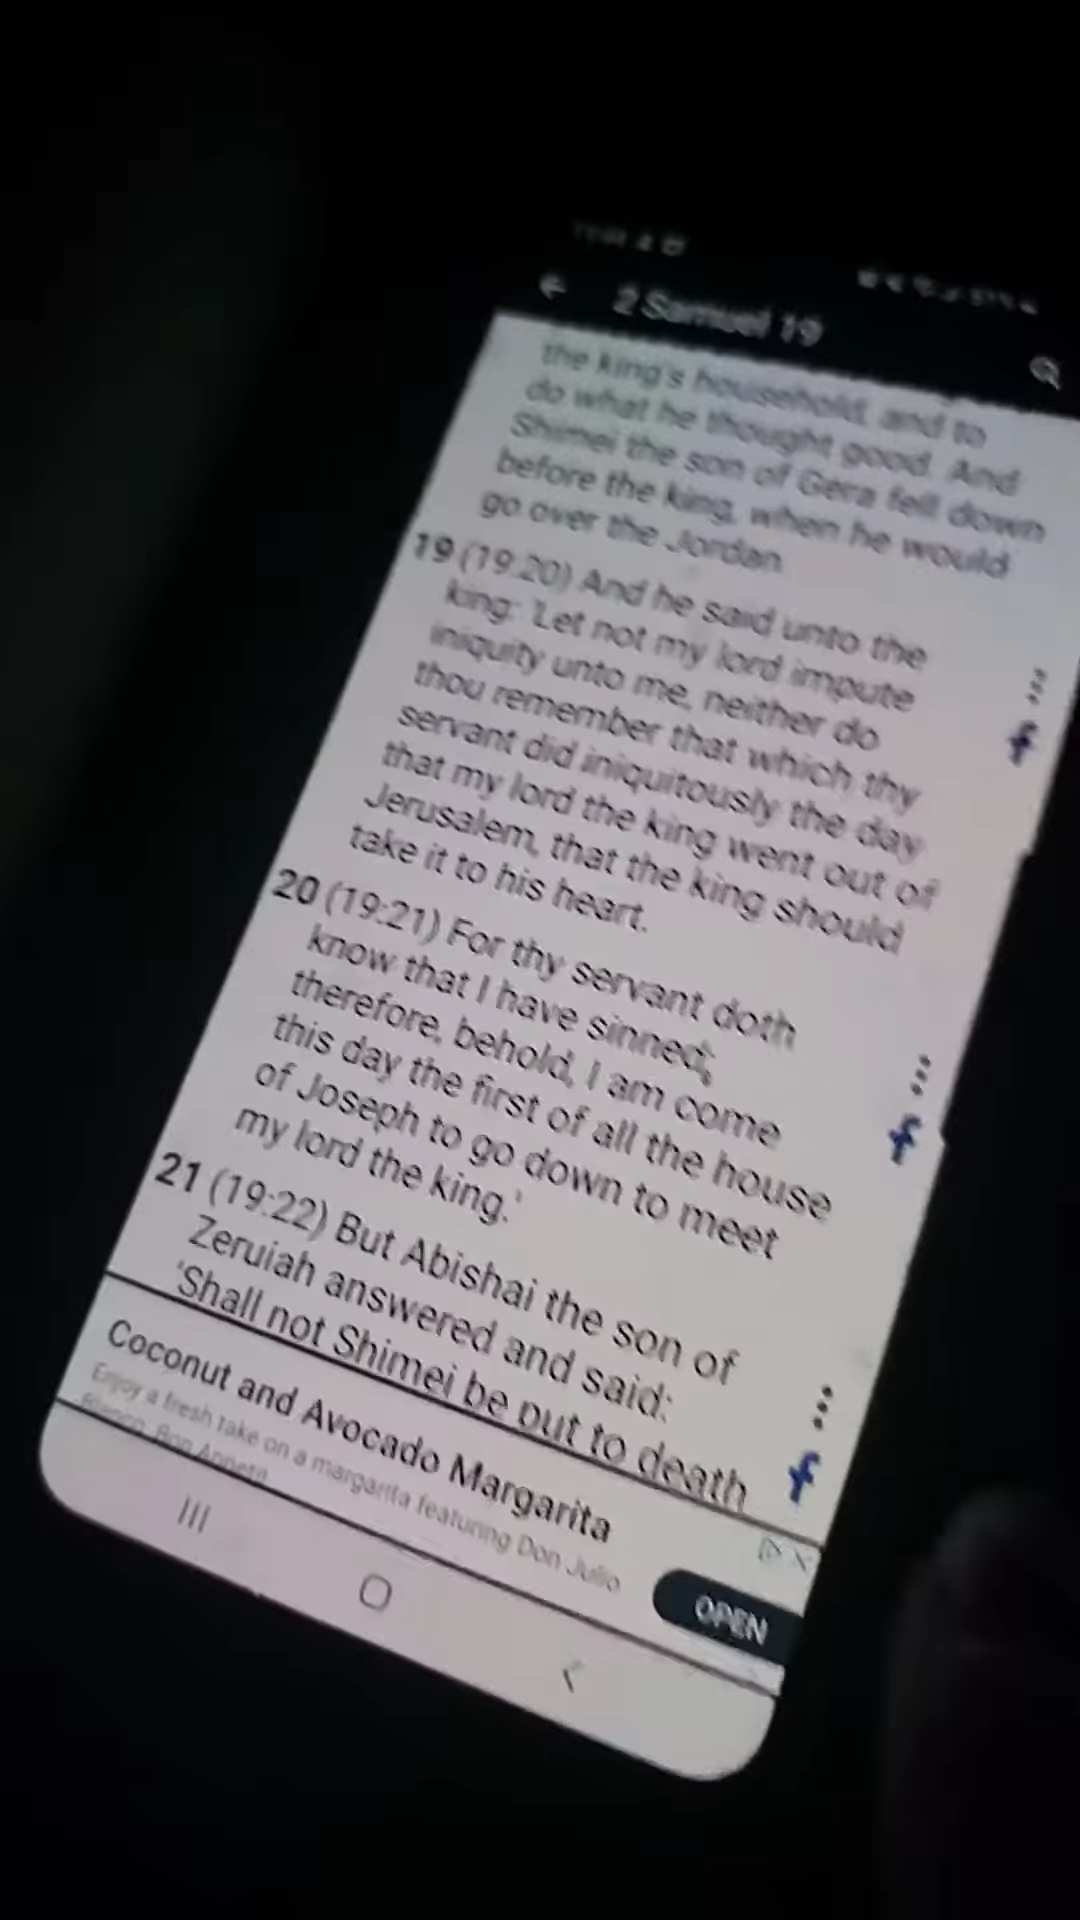 2 Samuel 19
the king's household, and to
do what he thought good. And
Shimei the son of Gera fell down
before the king, when he would
go over the Jordan.
19 (19:20) And he said unto the
king: 'Let not my lord impute
iniquity unto me, neither do
thou remember that which thy
servant did iniquitously the day
that my lord the king went out of
Jerusalem, that the king should
take it to his heart.
20 (19:21) For thy servant doth
know that I have sinned;
therefore, behold, I am come
this day the first of all the house
of Joseph to go down to meet
my lord the king.'
21 (19:22) But Abishai the son of
Zeruiah answered and said:
'Shall not Shimei be put to death
Coconut and Avocado Margarita
Enjoy a fresh take on a margarita featuring Don Julio
Blanco. Bon Appetit
OPEN